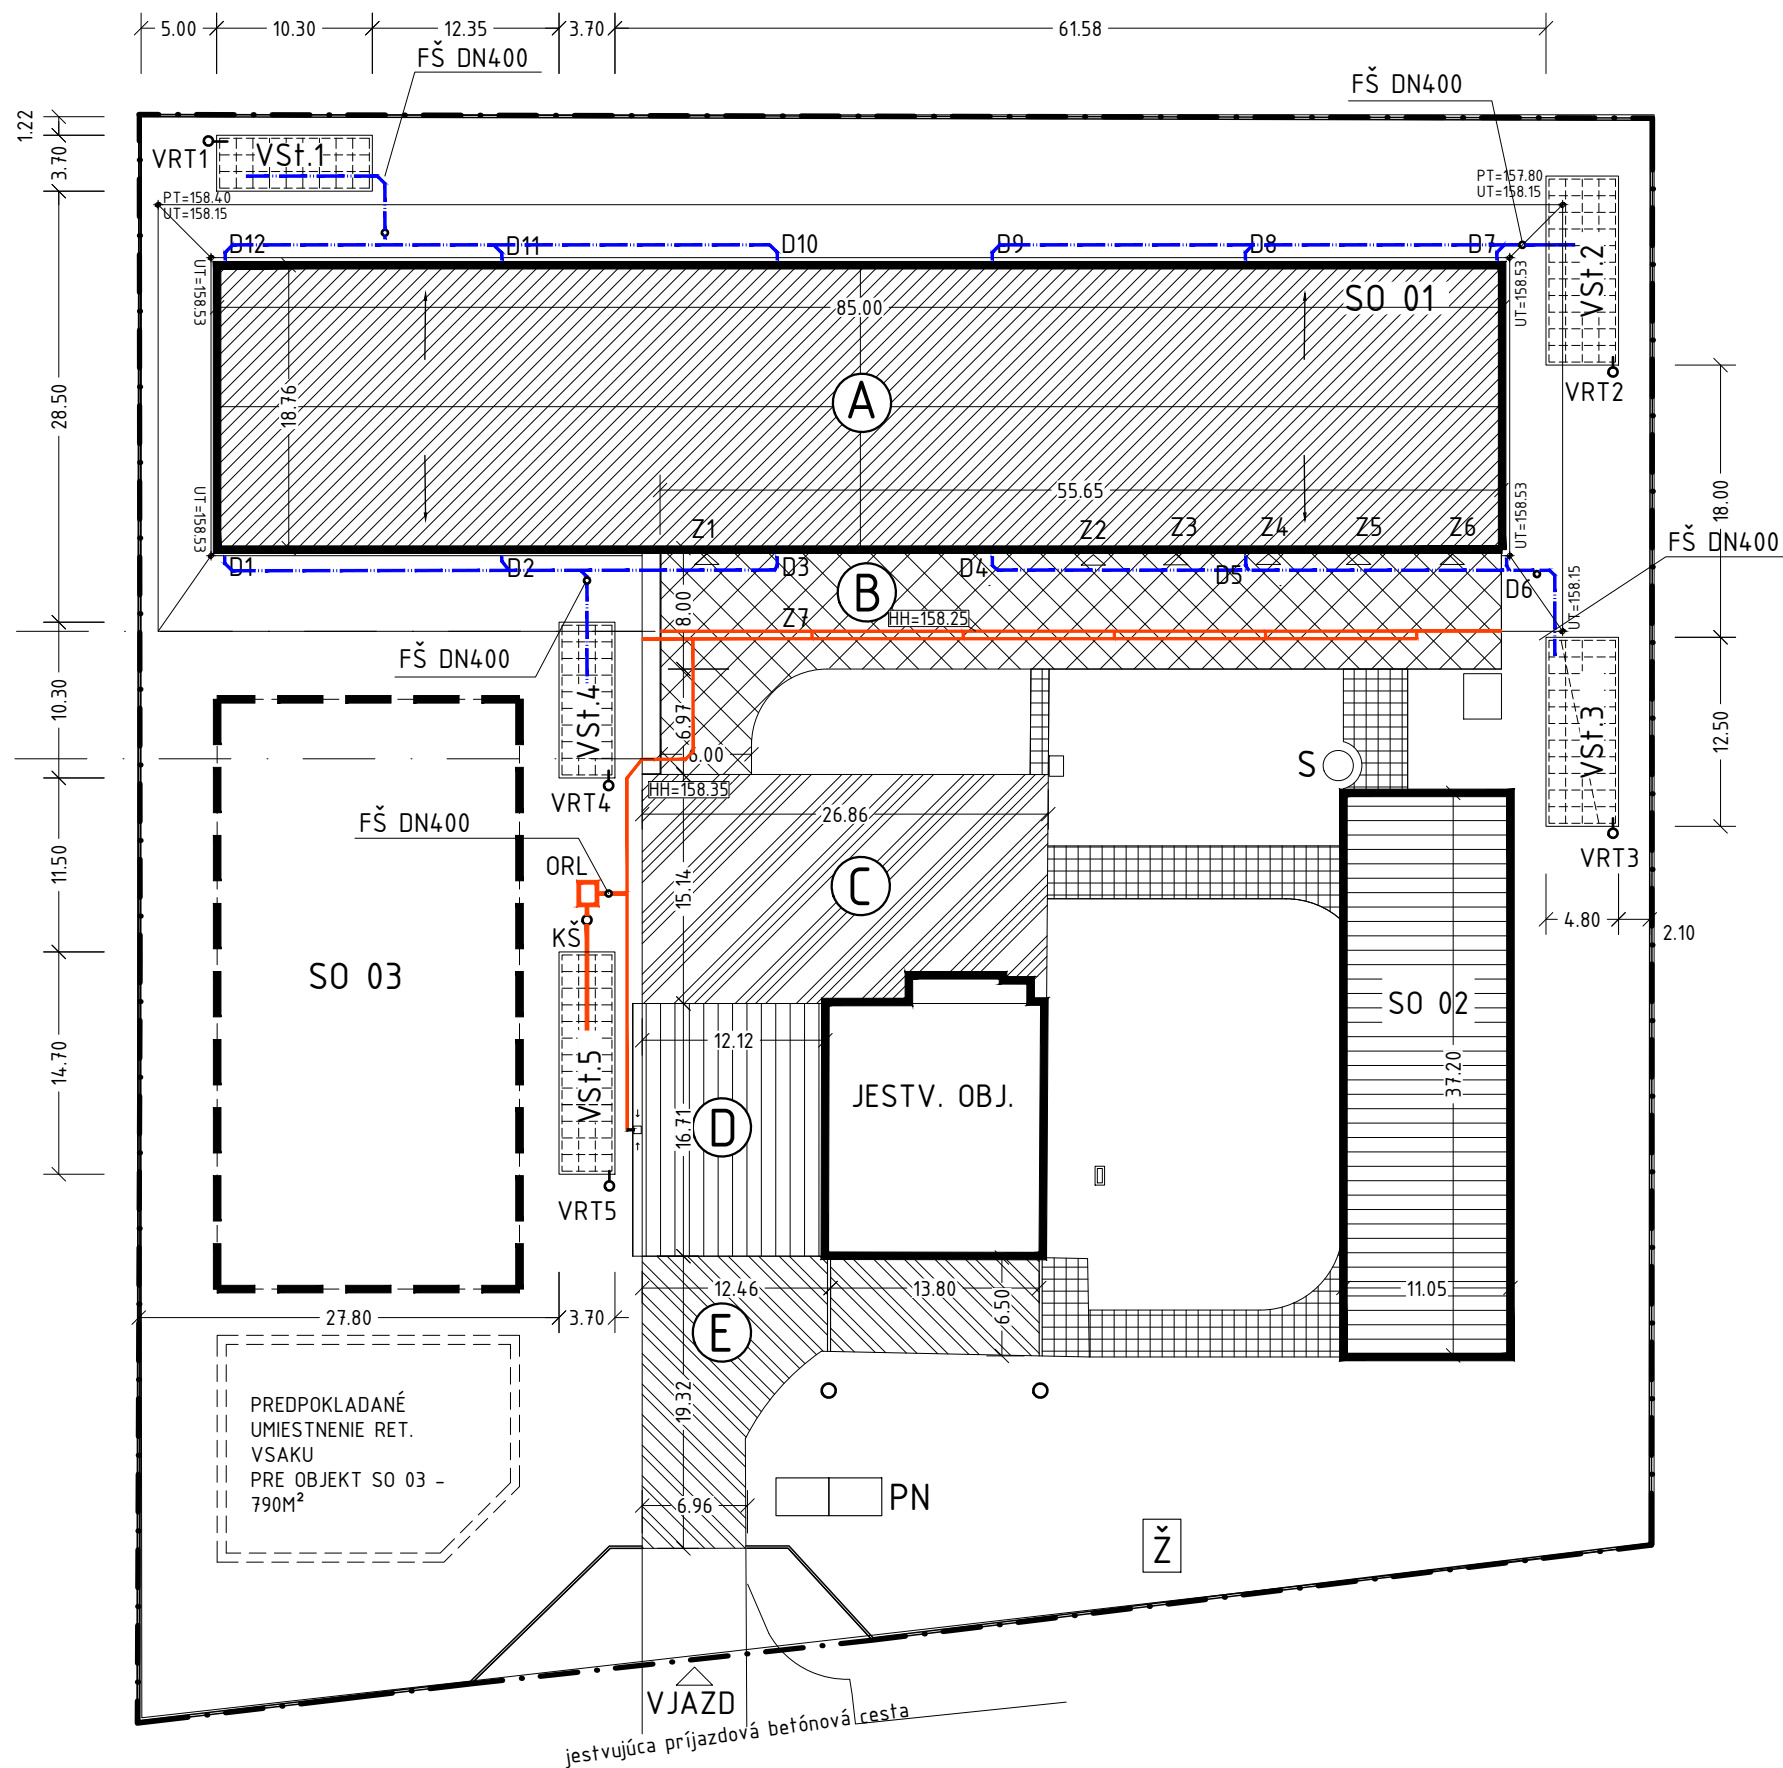 5.00
10.30
12.35
3.70
61.58
FŠ DN400
FŠ DN400
1.22
3.70
28.50
10.30
11.50
14.70
VRT1
VSt.1
PT=158.40
UT=158.15
PT=157.80
UT=158.15
D12
D11
D10
D9
D8
D7
UT=158.53
UT=158.53
VSt.2
SO 01
85.00
18.76
A
VRT2
18.00
55.65
UT=158.53
UT=158.53
Z1
Z2
Z3
Z4
Z5
Z6
FŠ DN400
D1
D2
D3
D4
D5
D6
UT=158.15
B
8.00
Z7
HH=158.25
FŠ DN400
VSt.4
6.97
6.00
VSt.3
12.50
S
HH=158.35
VRT4
26.86
FŠ DN400
ORL
VRT3
15.14
C
KŠ
4.80
2.10
SO 03
SO 02
12.12
VSt.5
JESTV. OBJ.
37.20
D
16.71
VRT5
12.46
13.80
6.50
11.05
27.80
3.70
E
19.32
PREDPOKLADANÉ
UMIESTNENIE RET.
VSAKU
PRE OBJEKT SO 03 -
790M²
6.96
PN
Ž
VJAZD
jestvujúca príjazdová betónová cesta